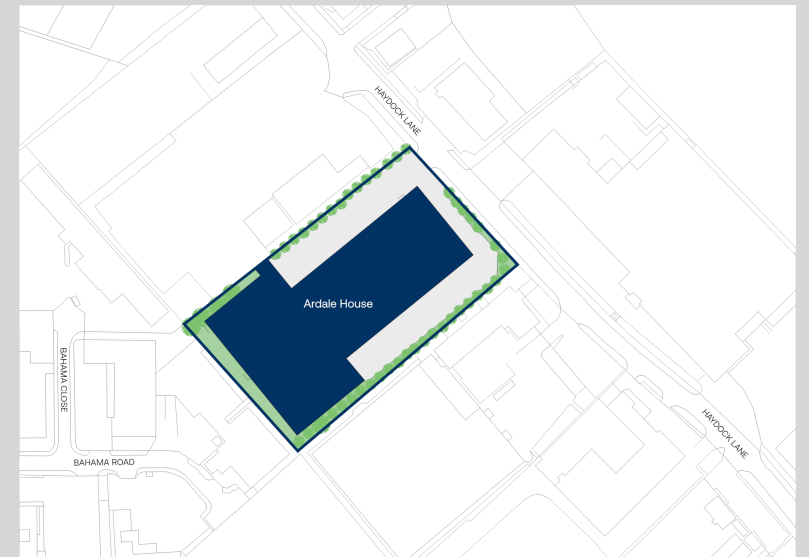 HAYDOCK LANE
Ardale House
BAHAMA CLOSE
HAYDOCK LANE
BAHAMA ROAD